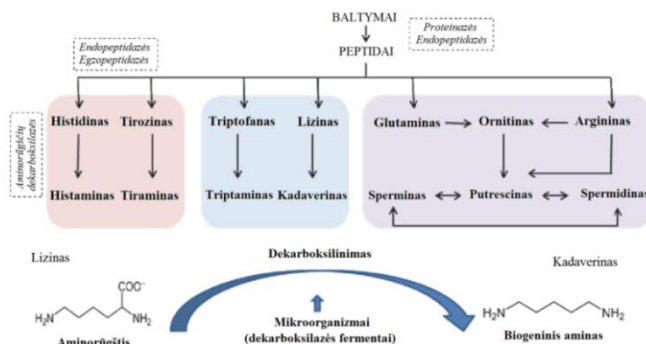 BALTYMAI
Proteinazės
Endopeptidazės
PEPTIDAI
Endopeptidazės
Egzopeptidazės
Aminorūgščių
dekarboksilazės
Histidinas Tirozinas Triptofanas Lizinas Glutaminas Ornitinas Argininas
Histaminas Tiraminas Triptaminas Kadaverinas Sperminas Putrescinas Spermidinas
Dekarboksilinimas
Lizinas Kadaverinas
COO⁻
H₂N NH₂ H₂N NH₂
Mikroorganizmai
(dekarboksilazės fermentai)
Aminorūgštis Biogeninis aminas